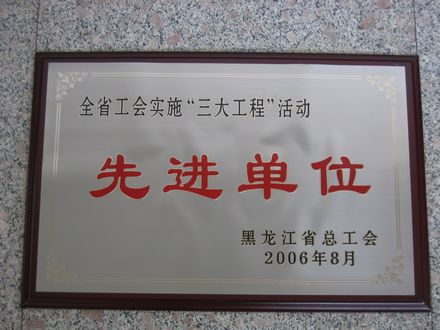 全省工会实施“三大工程”活动
先进单位
黑龙江省总工会
2006年8月